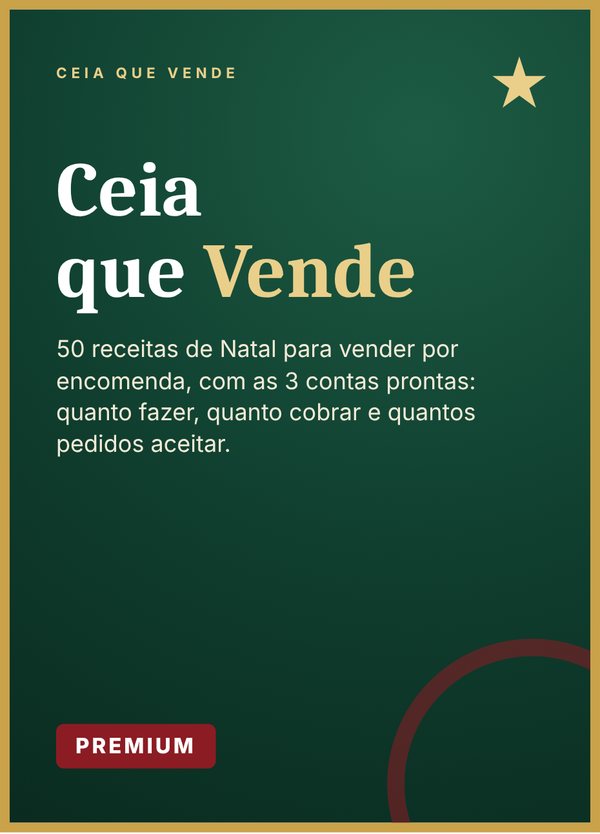 CEIA QUE VENDE
Ceia
que Vende
50 receitas de Natal para vender por
encomenda, com as 3 contas prontas:
quanto fazer, quanto cobrar e quantos
pedidos aceitar.
PREMIUM